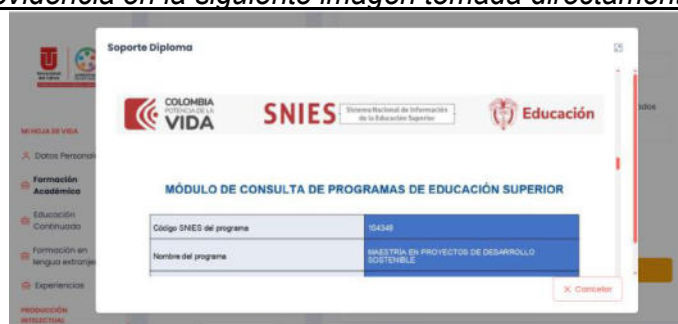 evidencia en la siguiente imagen tomada directament
Soporte Diploma
COLOMBIA
POTENCIA DE LA
VIDA
SNIES
Sistema Nacional de Información
de la Educación Superior
Educación
MI HOJA DE VIDA
Datos Personal
Formación
Académica
Educación
Continuada
Formación en
lengua extranje
Experiencias
PRODUCCIÓN
INTELECTUAL
MÓDULO DE CONSULTA DE PROGRAMAS DE EDUCACIÓN SUPERIOR
Código SNIES del programa
104349
Nombre del programa
MAESTRÍA EN PROYECTOS DE DESARROLLO
SOSTENIBLE
Cancelar